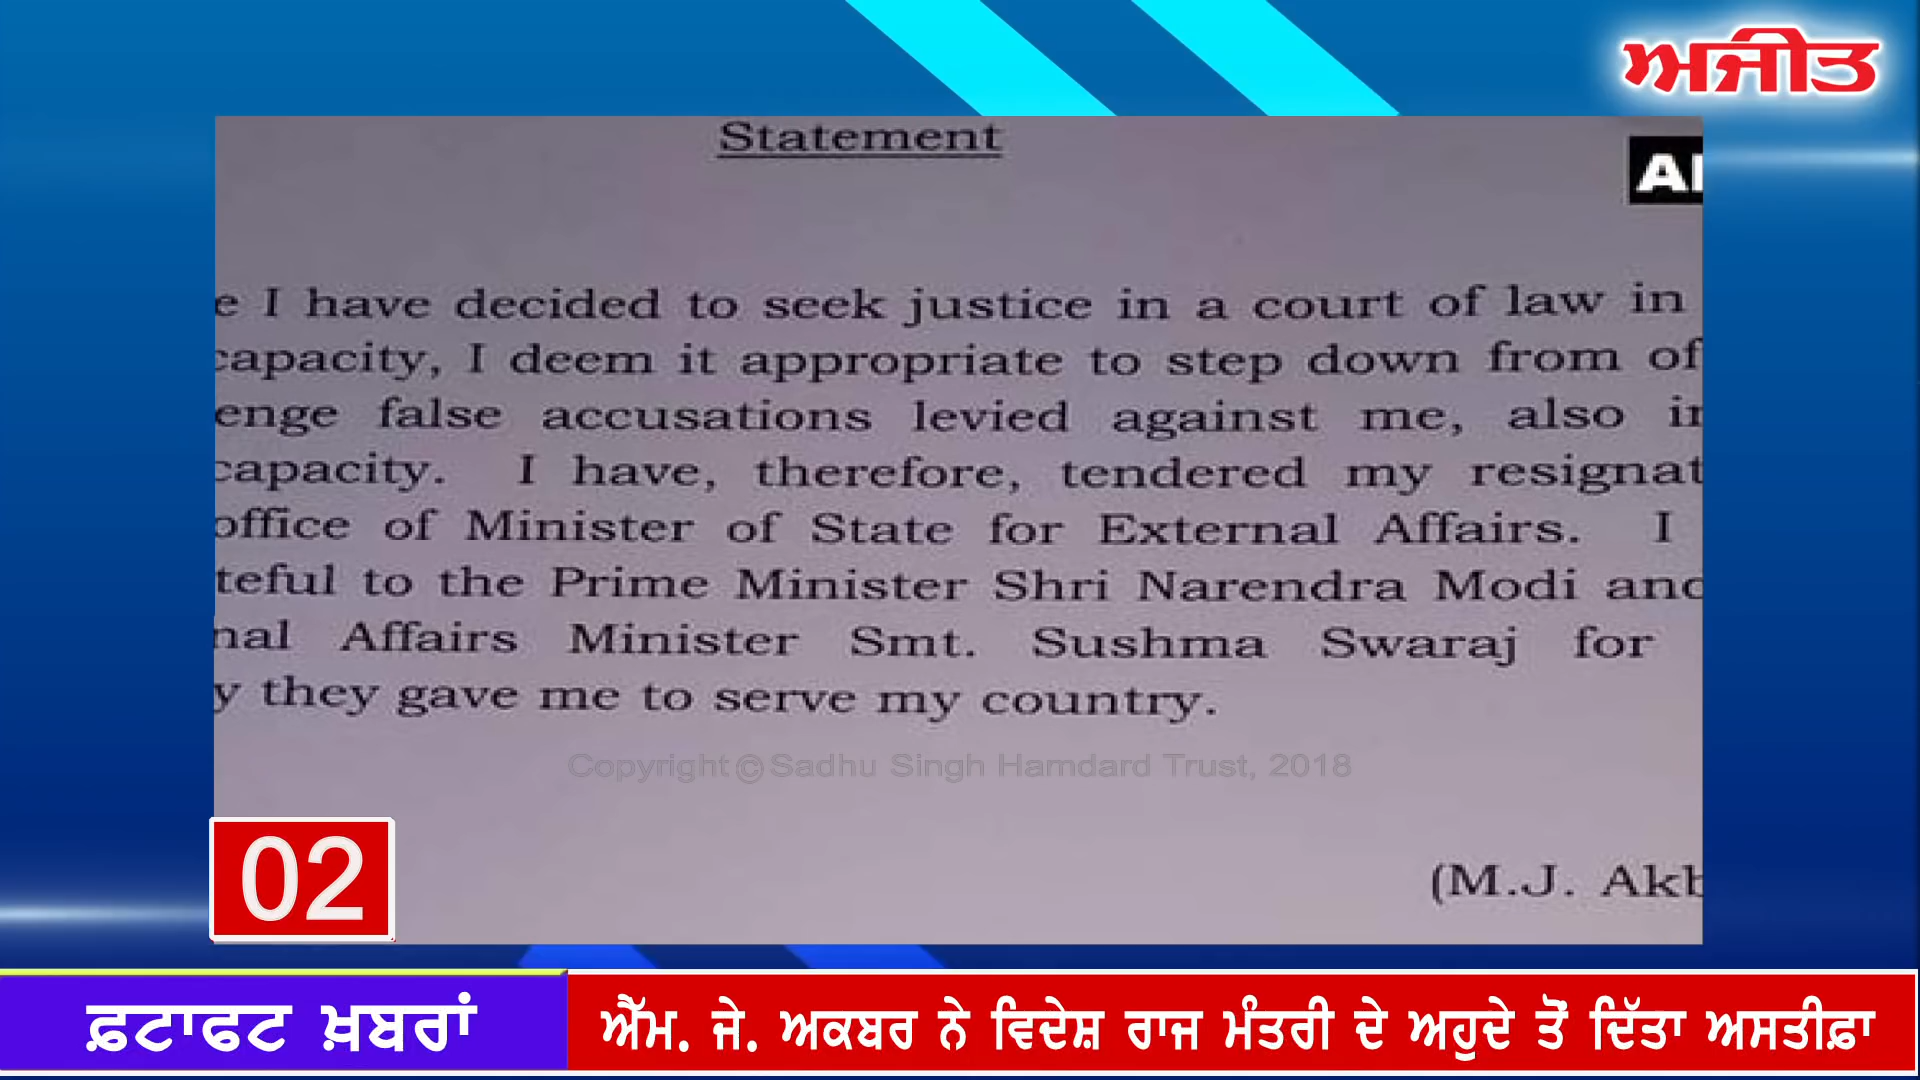 ਅਜੀਤ
Statement
e I have decided to seek justice in a court of law in
capacity, I deem it appropriate to step down from of
enge false accusations levied against me, also in
capacity. I have, therefore, tendered my resignat
office of Minister of State for External Affairs. I
teful to the Prime Minister Shri Narendra Modi and
nal Affairs Minister Smt. Sushma Swaraj for
y they gave me to serve my country.
Copyright © Sadhu Singh Hamdard Trust, 2018
(M.J. Akb
02
ਫ਼ਟਾਫਟ ਖ਼ਬਰਾਂ
ਐੱਮ. ਜੇ. ਅਕਬਰ ਨੇ ਵਿਦੇਸ਼ ਰਾਜ ਮੰਤਰੀ ਦੇ ਅਹੁਦੇ ਤੋਂ ਦਿੱਤਾ ਅਸਤੀਫ਼ਾ